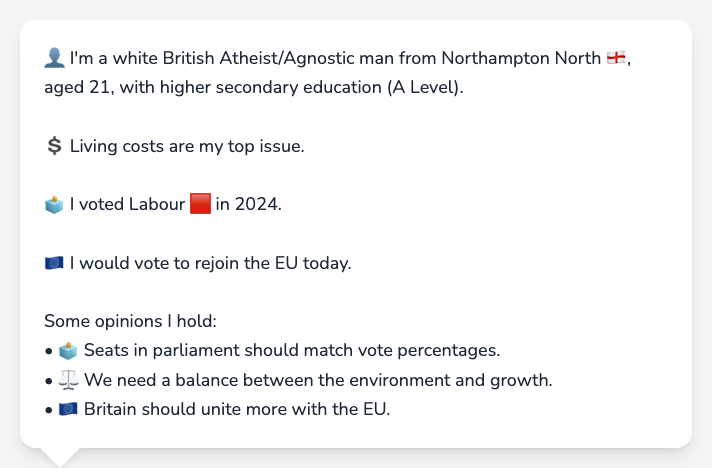 👤 I'm a white British Atheist/Agnostic man from Northampton North 🏴󠁧󠁢󠁥󠁮󠁧󠁿,
aged 21, with higher secondary education (A Level).
💲 Living costs are my top issue.
🗳️ I voted Labour 🟥 in 2024.
🇪🇺 I would vote to rejoin the EU today.
Some opinions I hold:
• 🗳️ Seats in parliament should match vote percentages.
• ⚖️ We need a balance between the environment and growth.
• 🇪🇺 Britain should unite more with the EU.